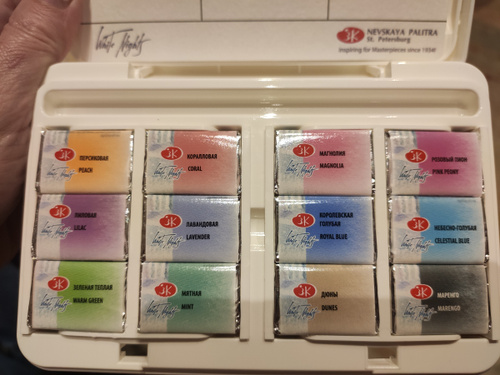 White Nights
NEVSKAYA PALITRA
St. Petersburg
Inspiring for Masterpieces since 1934!
ПЕРСИКОВАЯ
PEACH
КОРАЛЛОВАЯ
CORAL
МАГНОЛИЯ
MAGNOLIA
РОЗОВЫЙ ПИОН
PINK PEONY
ЛИЛОВАЯ
LILAC
ЛАВАНДОВАЯ
LAVENDER
КОРОЛЕВСКАЯ
ГОЛУБАЯ
ROYAL BLUE
НЕБЕСНО-ГОЛУБАЯ
CELESTIAL BLUE
ЗЕЛЕНАЯ ТЕПЛАЯ
WARM GREEN
МЯТНАЯ
MINT
ДЮНЫ
DUNES
МАРЕНГО
MARENGO